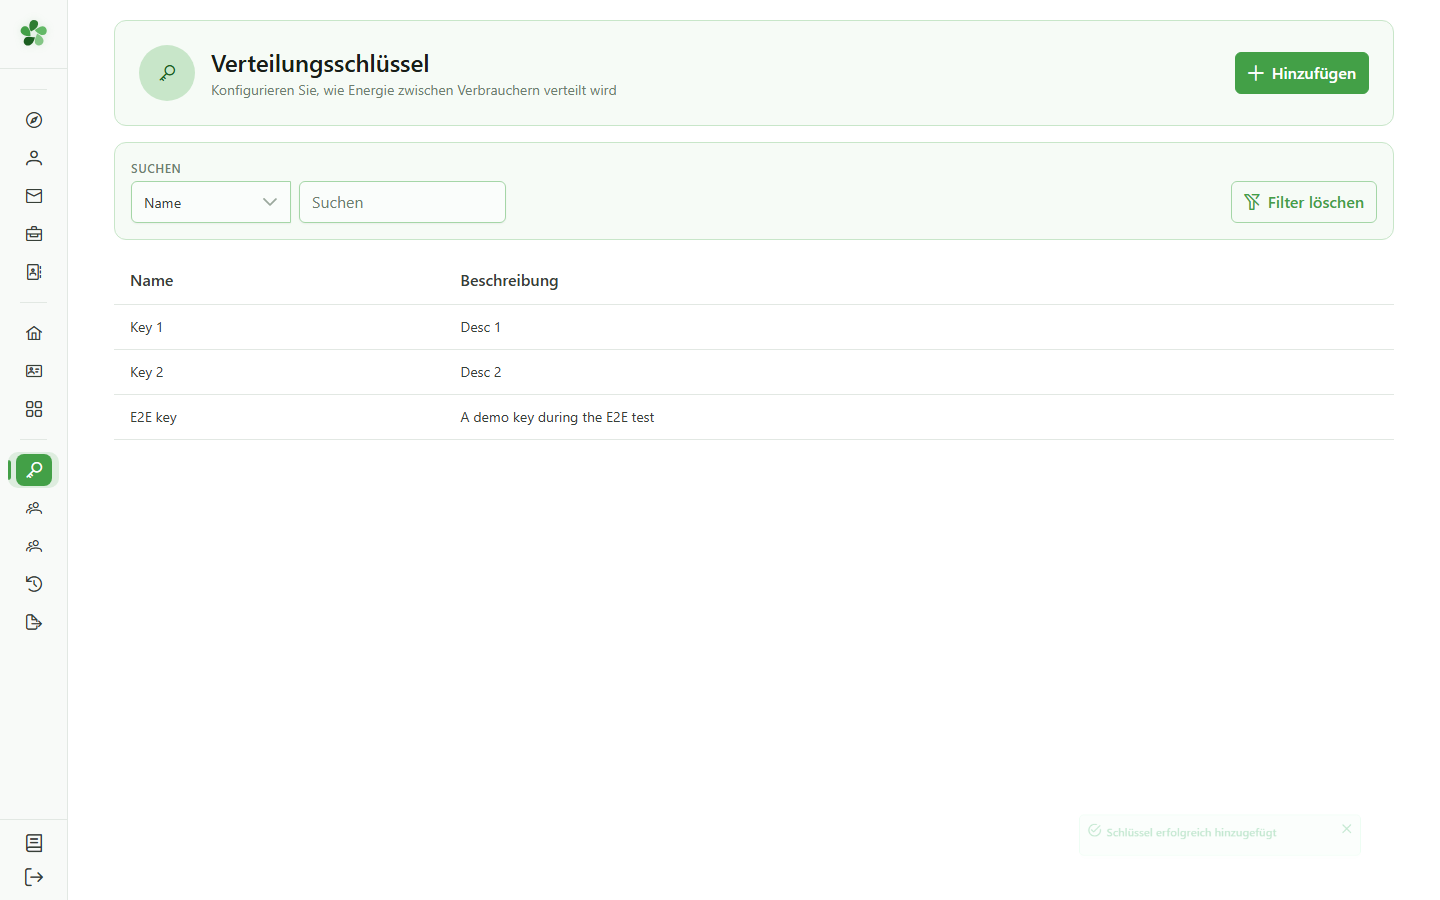 Verteilungsschlüssel
Konfigurieren Sie, wie Energie zwischen Verbrauchern verteilt wird
Hinzufügen
SUCHEN
Name
Suchen
Filter löschen
Name Beschreibung
Key 1 Desc 1
Key 2 Desc 2
E2E key A demo key during the E2E test
Schlüssel erfolgreich hinzugefügt